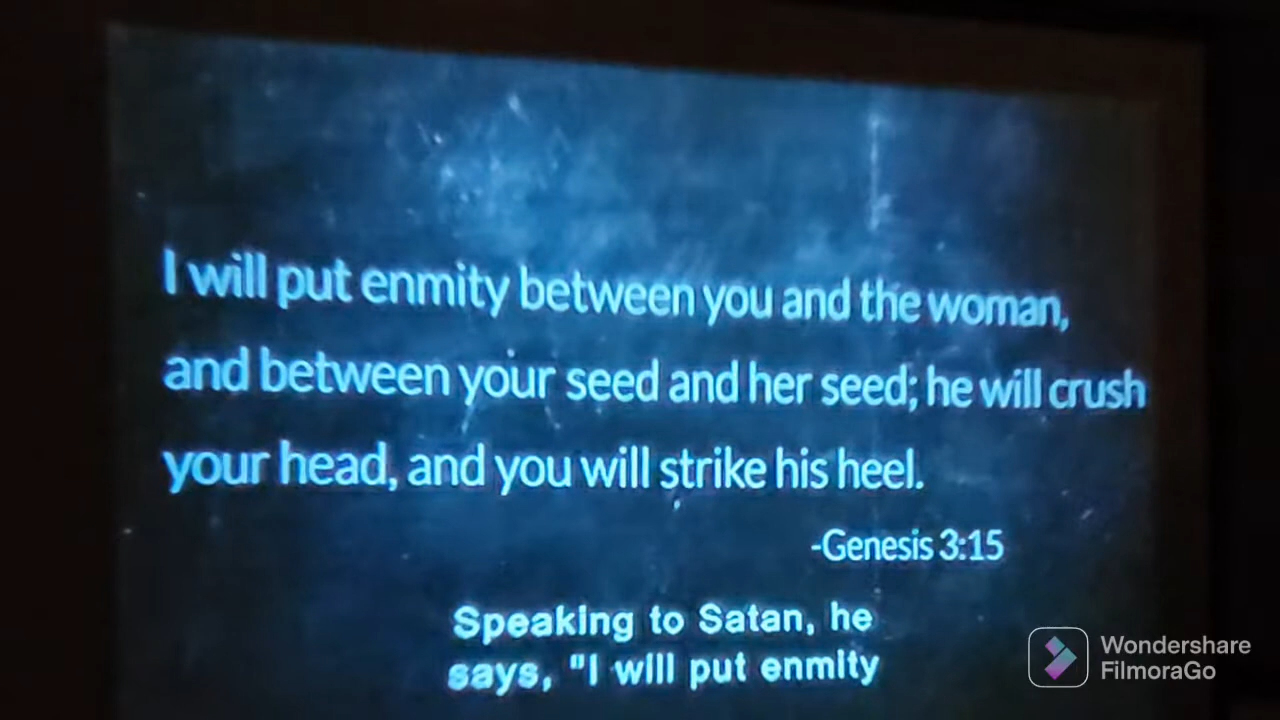 I will put enmity between you and the woman,
and between your seed and her seed; he will crush
your head, and you will strike his heel.
-Genesis 3:15
Speaking to Satan, he
says, "I will put enmity
Wondershare
FilmoraGo